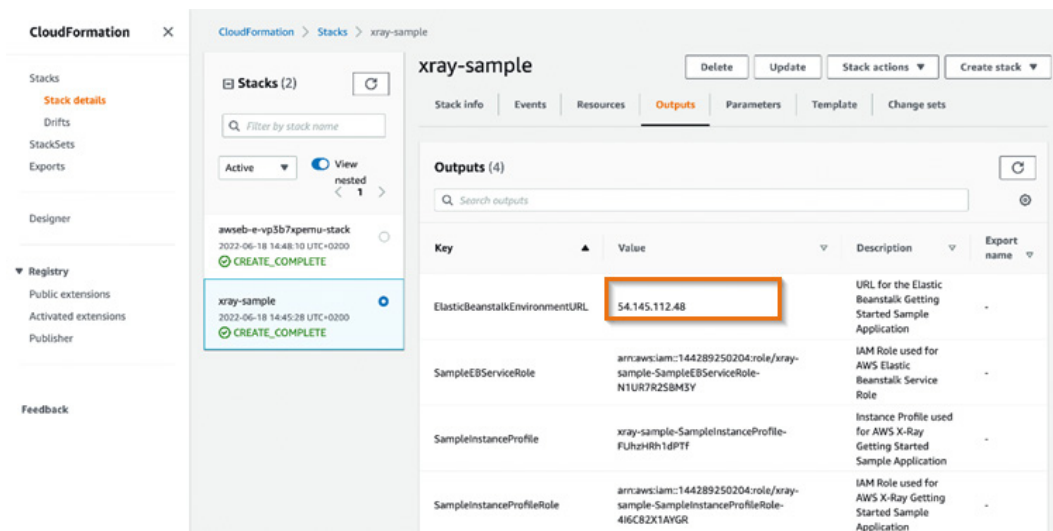 CloudFormation
Stacks
Stack details
Drifts
StackSets
Exports
Designer
Registry
Public extensions
Activated extensions
Publisher
Feedback
CloudFormation > Stacks > xray-sample
Stacks (2)
Filter by stack name
Active
View
nested
< 1 >
awseb-e-vp3b7xpemu-stack
2022-06-18 14:48:10 UTC+0200
CREATE_COMPLETE
xray-sample
2022-06-18 14:45:28 UTC+0200
CREATE_COMPLETE
xray-sample
Delete Update Stack actions Create stack
Stack info Events Resources Outputs Parameters Template Change sets
Outputs (4)
Search outputs
Key Value Description Export
name
ElasticBeanstalkEnvironmentURL 54.145.112.48
URL for the Elastic
Beanstalk Getting
Started Sample
Application
-
SampleEBServiceRole
arn:aws:iam::144289250204:role/xray-
sample-SampleEBServiceRole-
N1UR7R2SBM3Y
IAM Role used for
AWS Elastic
Beanstalk Service
Role
-
SampleInstanceProfile
xray-sample-SampleInstanceProfile-
FUhzHRh1dPTf
Instance Profile used
for AWS X-Ray
Getting Started
Sample Application
-
SampleInstanceProfileRole
arn:aws:iam::144289250204:role/xray-
sample-SampleInstanceProfileRole-
4I6C82X1AYGR
IAM Role used for
AWS X-Ray Getting
Started Sample
Application
-